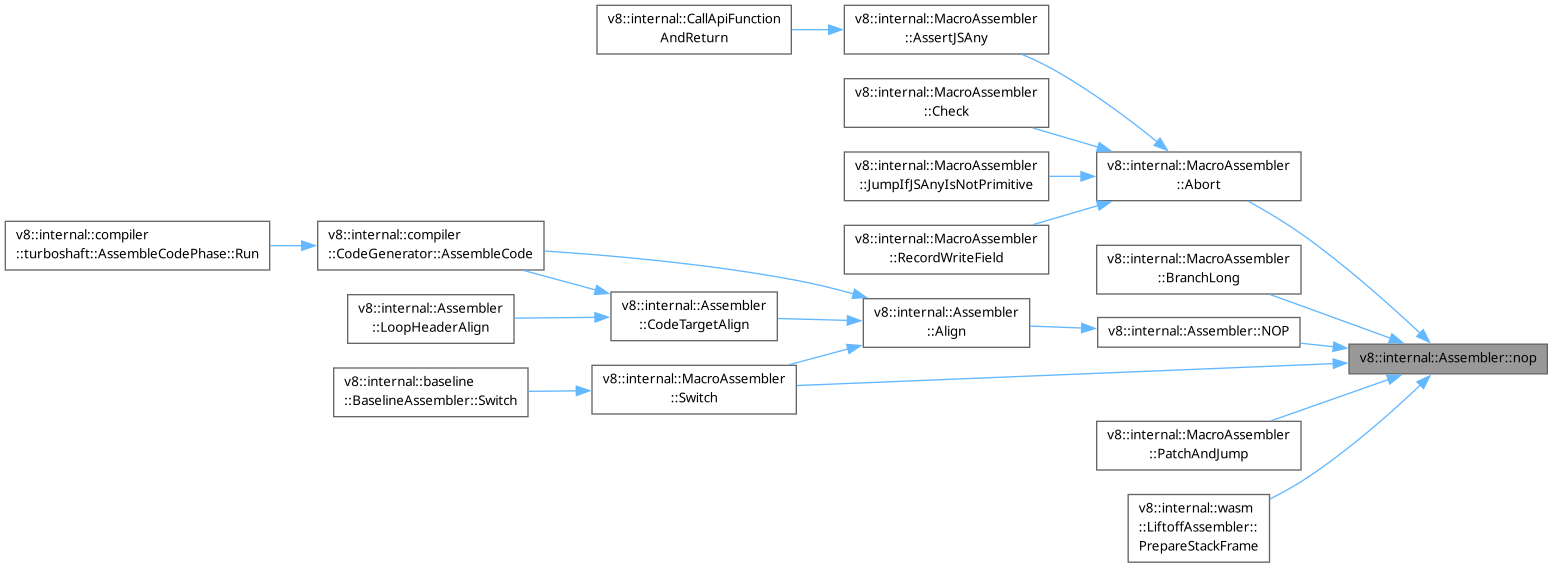 v8::internal::CallApiFunction
AndReturn
v8::internal::MacroAssembler
::AssertJSAny
v8::internal::MacroAssembler
::Check
v8::internal::MacroAssembler
::JumpIfJSAnyIsNotPrimitive
v8::internal::MacroAssembler
::Abort
v8::internal::compiler
::turboshaft::AssembleCodePhase::Run
v8::internal::compiler
::CodeGenerator::AssembleCode
v8::internal::MacroAssembler
::RecordWriteField
v8::internal::MacroAssembler
::BranchLong
v8::internal::Assembler
::LoopHeaderAlign
v8::internal::Assembler
::CodeTargetAlign
v8::internal::Assembler
::Align
v8::internal::Assembler::NOP
v8::internal::Assembler::nop
v8::internal::baseline
::BaselineAssembler::Switch
v8::internal::MacroAssembler
::Switch
v8::internal::MacroAssembler
::PatchAndJump
v8::internal::wasm
::LiftoffAssembler::
PrepareStackFrame